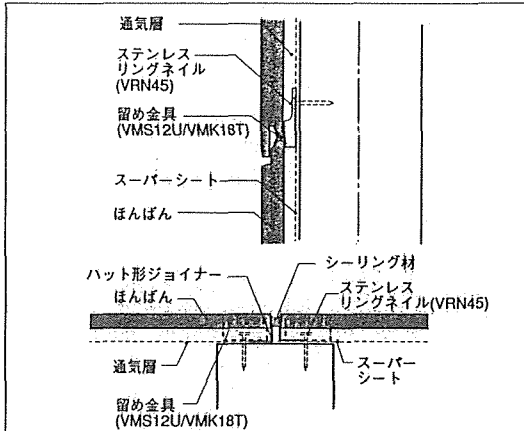 通気層
ステンレス
リングネイル
(VRN45)
留め金具
(VMS12U/VMK18T)
スーパーシート
ほんばん
ハット形ジョイナー
ほんばん
シーリング材
ステンレス
リングネイル(VRN45)
通気層
スーパー
シート
留め金具
(VMS12U/VMK18T)